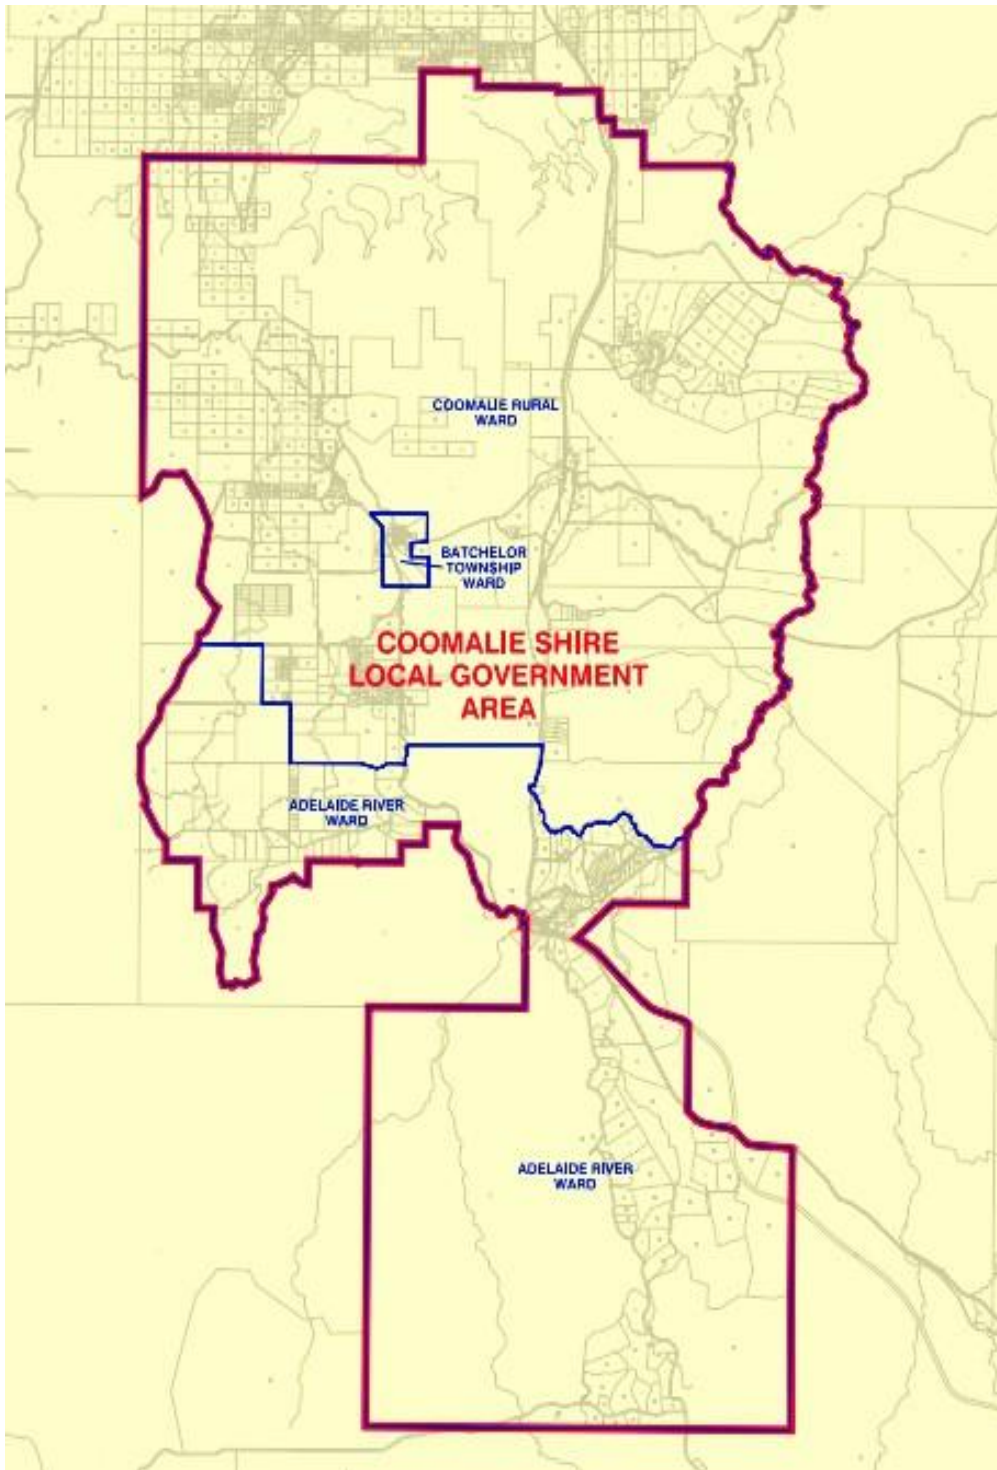 COOMALIE RURAL
WARD
BATCHELOR
TOWNSHIP
WARD
COOMALIE SHIRE
LOCAL GOVERNMENT
AREA
ADELAIDE RIVER
WARD
ADELAIDE RIVER
WARD